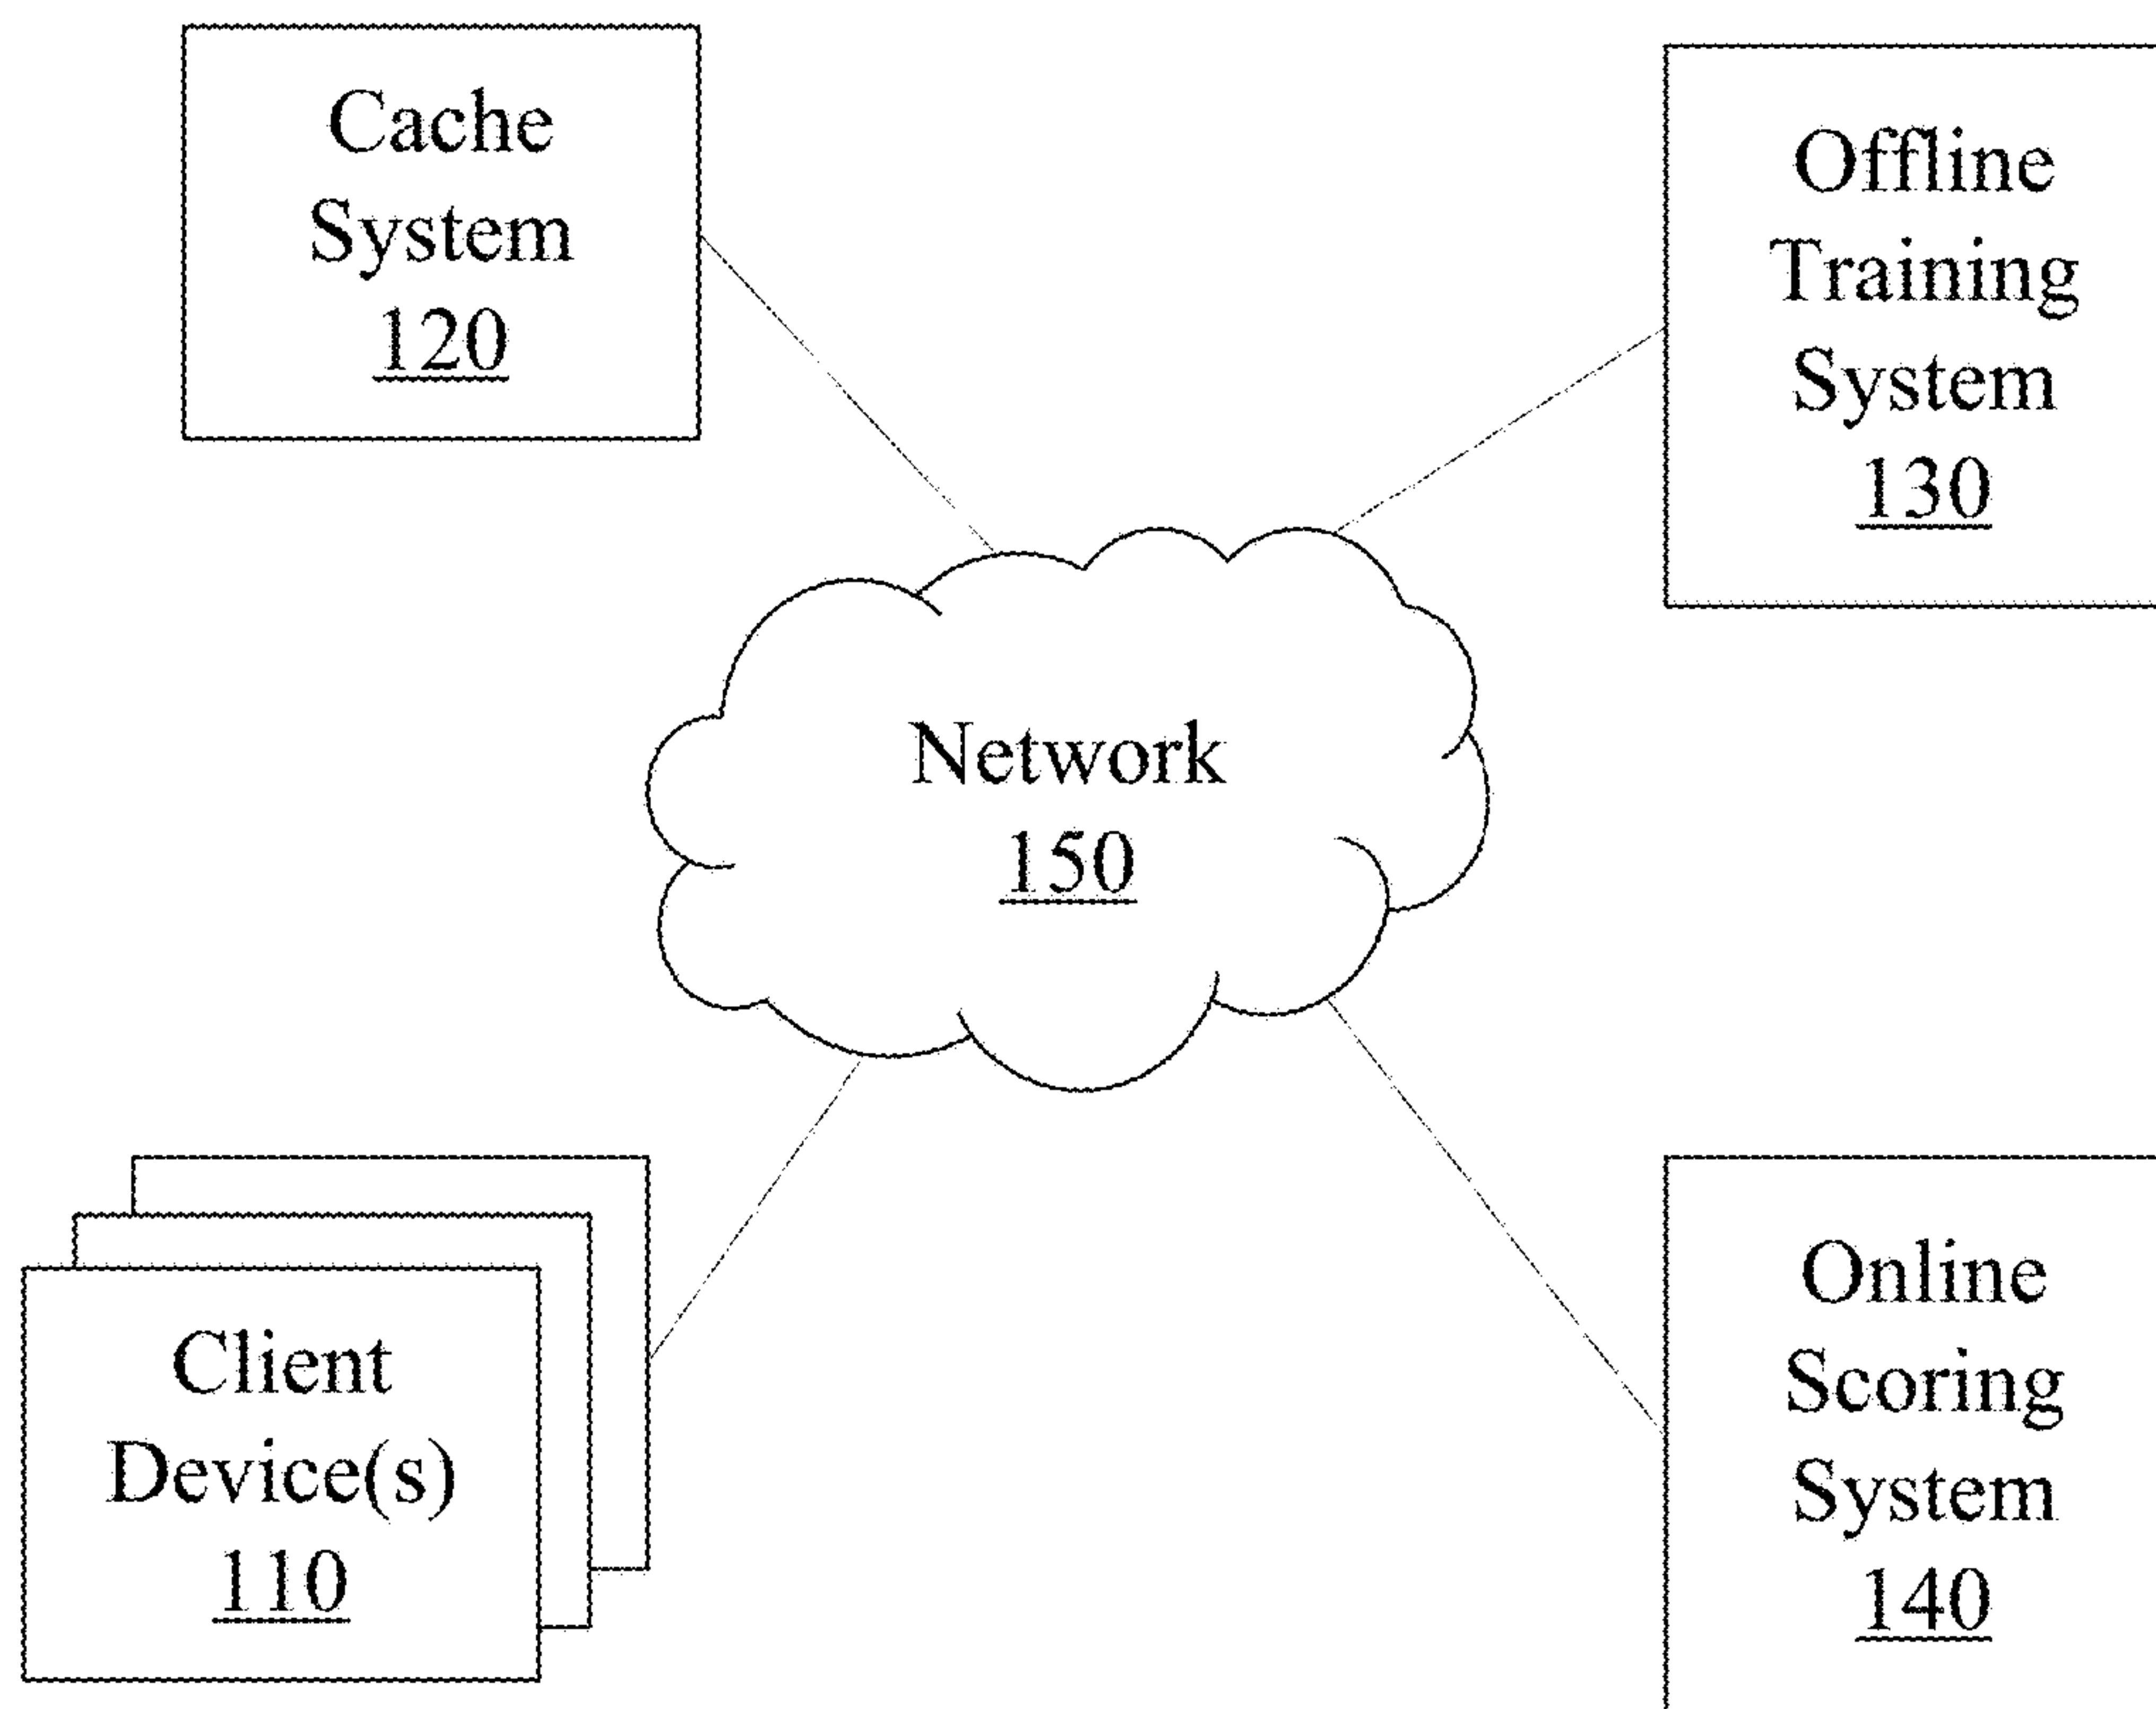 Cache
System
120
Offline
Training
System
130
Network
150
Client
Device(s)
110
Online
Scoring
System
140